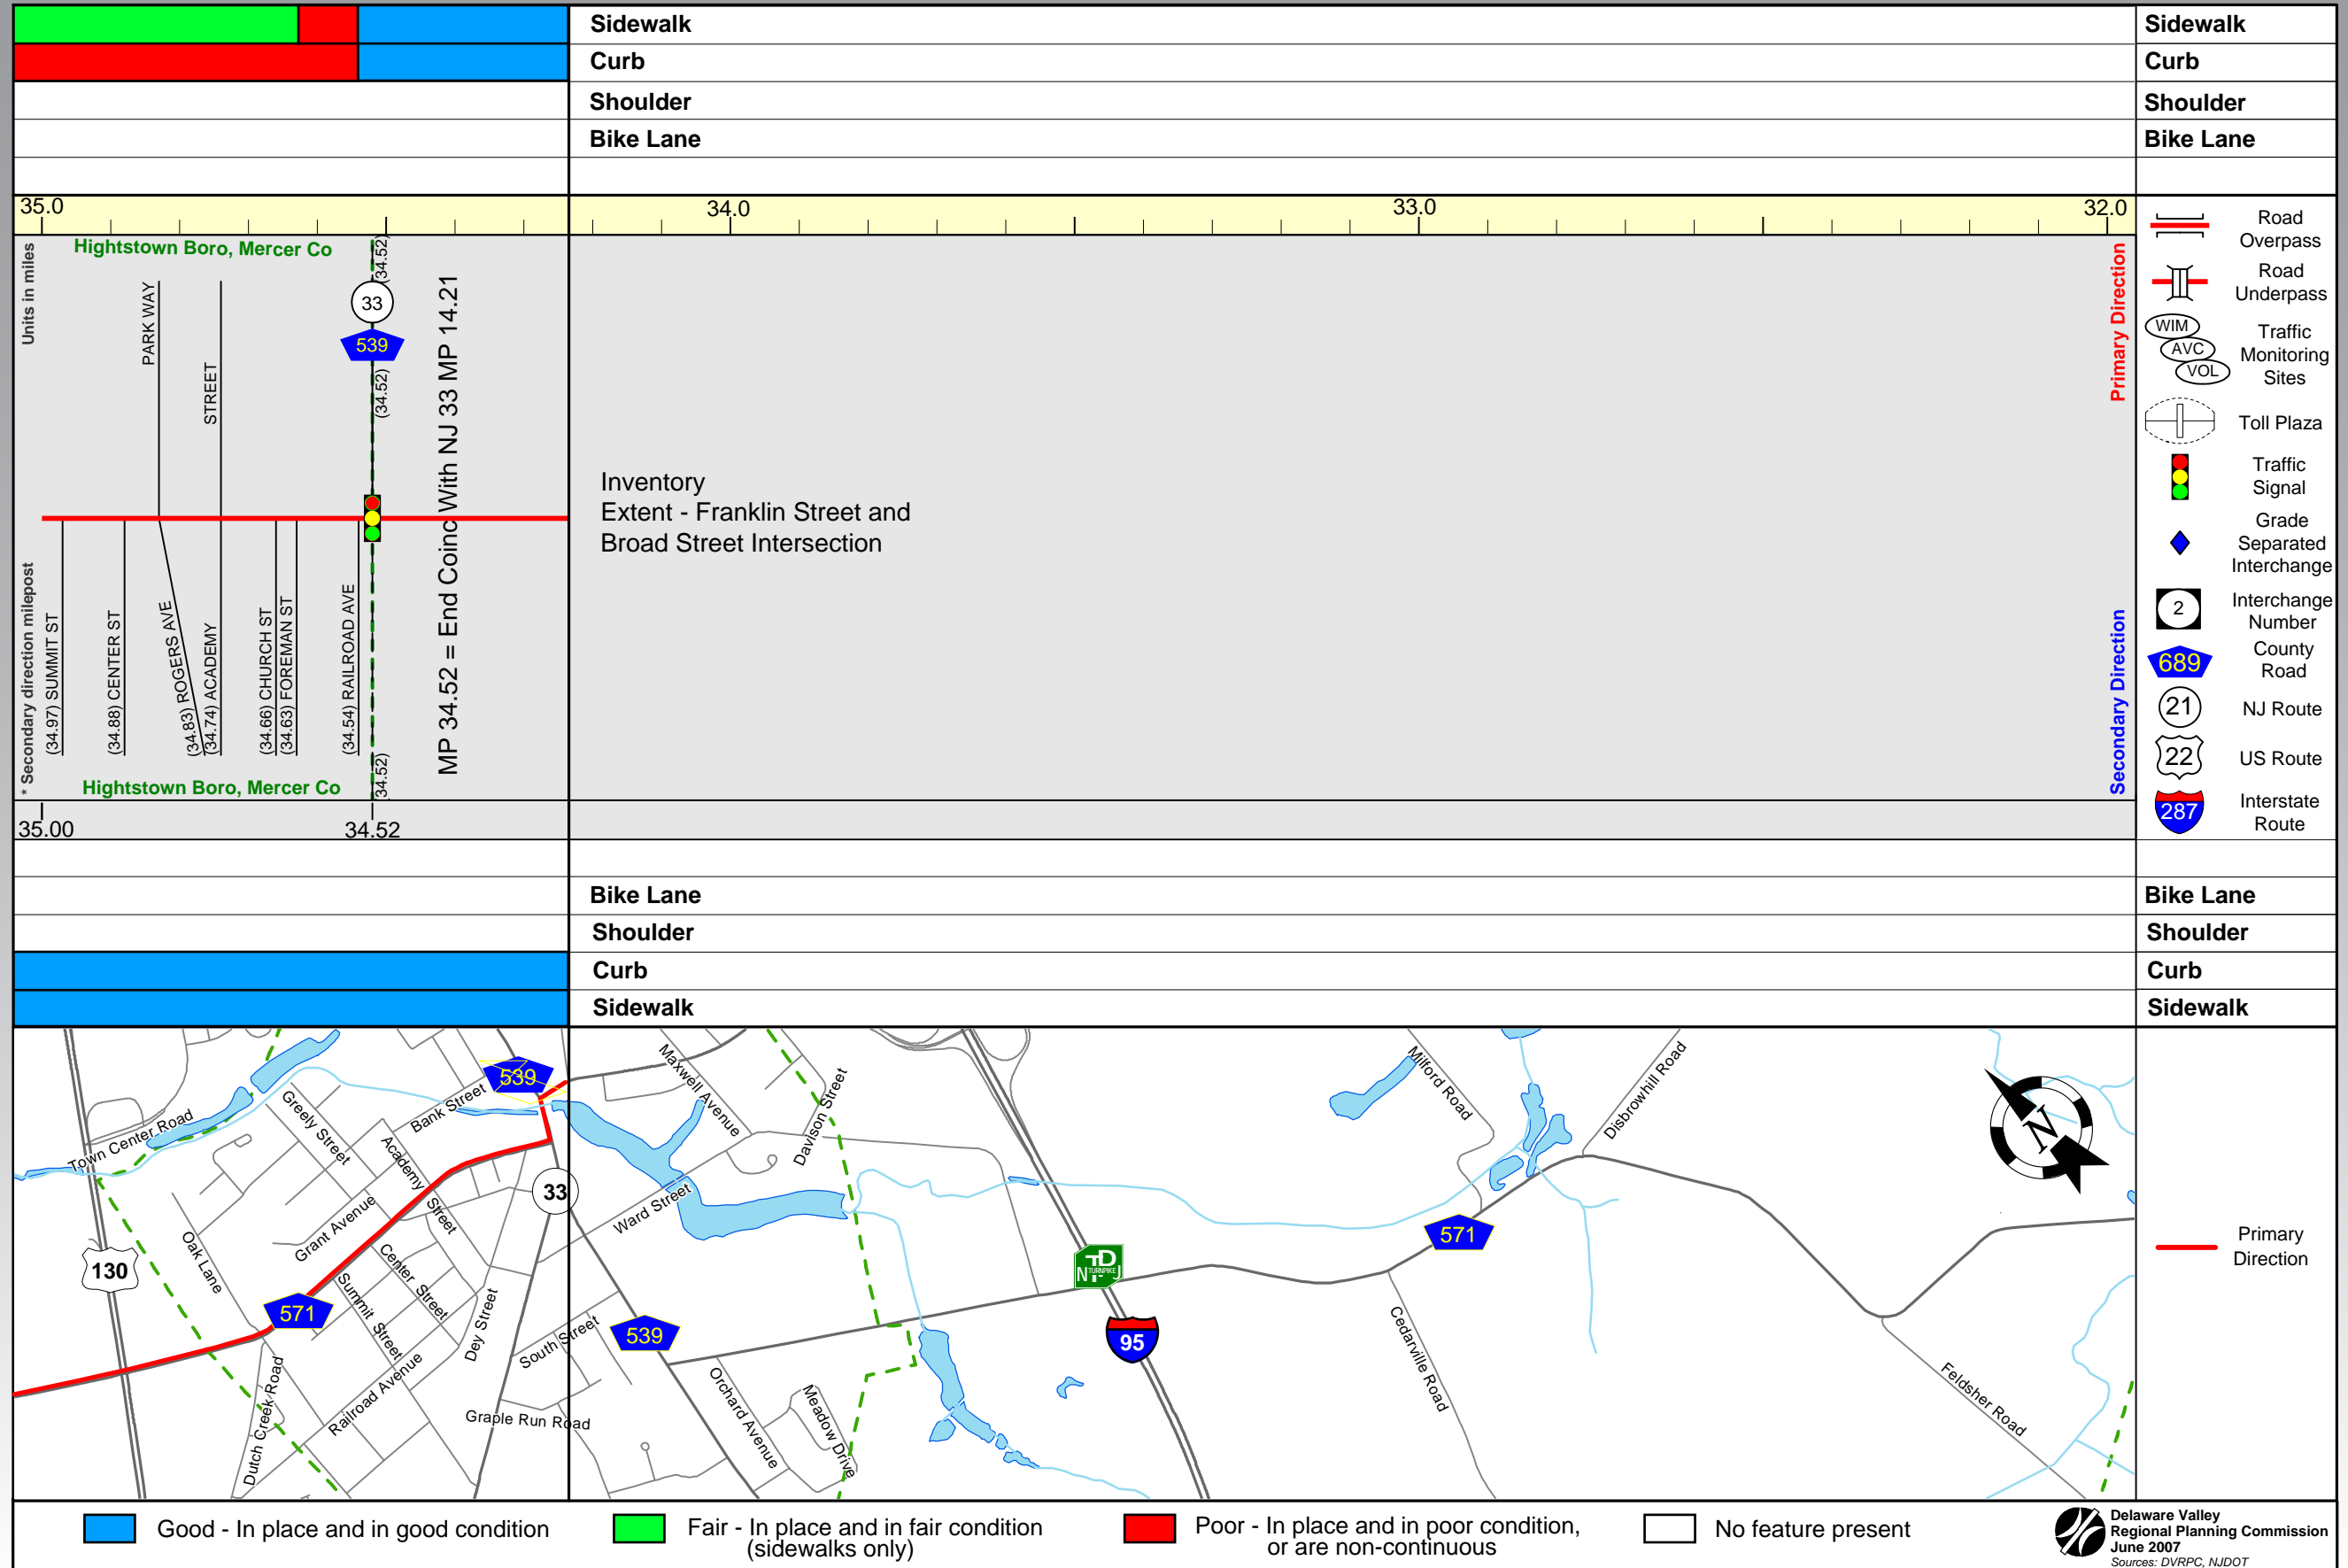 Sidewalk
Sidewalk
Curb
Curb
Shoulder
Shoulder
Bike Lane
Bike Lane
35.0
34.0
33.0
32.0
Units in miles
* Secondary direction milepost
Hightstown Boro, Mercer Co
PARK WAY
STREET
33
539
(34.52)
(34.52)
(34.52)
(34.97) SUMMIT ST
(34.88) CENTER ST
(34.83) ROGERS AVE
(34.74) ACADEMY
(34.66) CHURCH ST
(34.63) FOREMAN ST
(34.54) RAILROAD AVE
MP 34.52 = End Coinc With NJ 33 MP 14.21
Hightstown Boro, Mercer Co
Inventory
Extent - Franklin Street and
Broad Street Intersection
Primary Direction
Secondary Direction
35.00
34.52
Road
Overpass
Road
Underpass
WIM
AVC
VOL
Traffic
Monitoring
Sites
Toll Plaza
Traffic
Signal
Grade
Separated
Interchange
2
Interchange
Number
689
County
Road
21
NJ Route
22
US Route
287
Interstate
Route
Bike Lane
Bike Lane
Shoulder
Shoulder
Curb
Curb
Sidewalk
Sidewalk
539
Town Center Road
Greely Street
Bank Street
Academy Street
Maxwell Avenue
Davison Street
Milford Road
Disbrowhill Road
N
33
Ward Street
Grant Avenue
Oak Lane
130
571
Center Street
Summit Street
Dey Street
South Street
539
571
TURNPIKE
NJ
95
Cedarville Road
Feldsher Road
Dutch Creek Road
Railroad Avenue
Graple Run Road
Orchard Avenue
Meadow Drive
Primary
Direction
Good - In place and in good condition
Fair - In place and in fair condition
(sidewalks only)
Poor - In place and in poor condition,
or are non-continuous
No feature present
Delaware Valley
Regional Planning Commission
June 2007
Sources: DVRPC, NJDOT